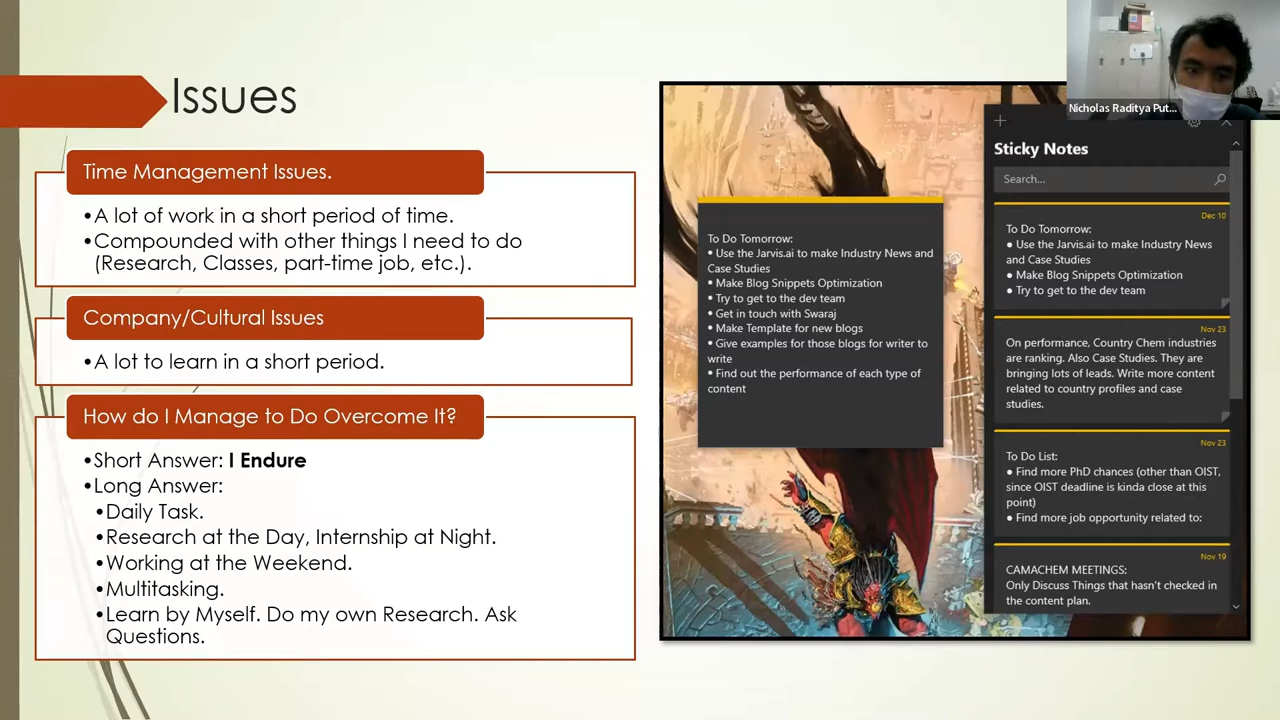 Issues
Time Management Issues.
•A lot of work in a short period of time.
•Compounded with other things I need to do
(Research, Classes, part-time job, etc.).
Company/Cultural Issues
•A lot to learn in a short period.
How do I Manage to Do Overcome It?
•Short Answer: I Endure
•Long Answer:
•Daily Task.
•Research at the Day, Internship at Night.
•Working at the Weekend.
•Multitasking.
•Learn by Myself. Do my own Research. Ask
Questions.
To Do Tomorrow:
• Use the Jarvis.ai to make Industry News and
Case Studies
• Make Blog Snippets Optimization
• Try to get to the dev team
• Get in touch with Swaraj
• Make Template for new blogs
• Give examples for those blogs for writer to
write
• Find out the performance of each type of
content
Nicholas Raditya Put...
Sticky Notes
Search...
Dec 10
To Do Tomorrow:
● Use the Jarvis.ai to make Industry News
and Case Studies
● Make Blog Snippets Optimization
● Try to get to the dev team
Nov 23
On performance, Country Chem industries
are ranking. Also Case Studies. They are
bringing lots of leads. Write more content
related to country profiles and case
studies.
Nov 23
To Do List:
● Find more PhD chances (other than OIST,
since OIST deadline is kinda close at this
point)
● Find more job opportunity related to:
Nov 19
CAMACHEM MEETINGS:
Only Discuss Things that hasn't checked in
the content plan.